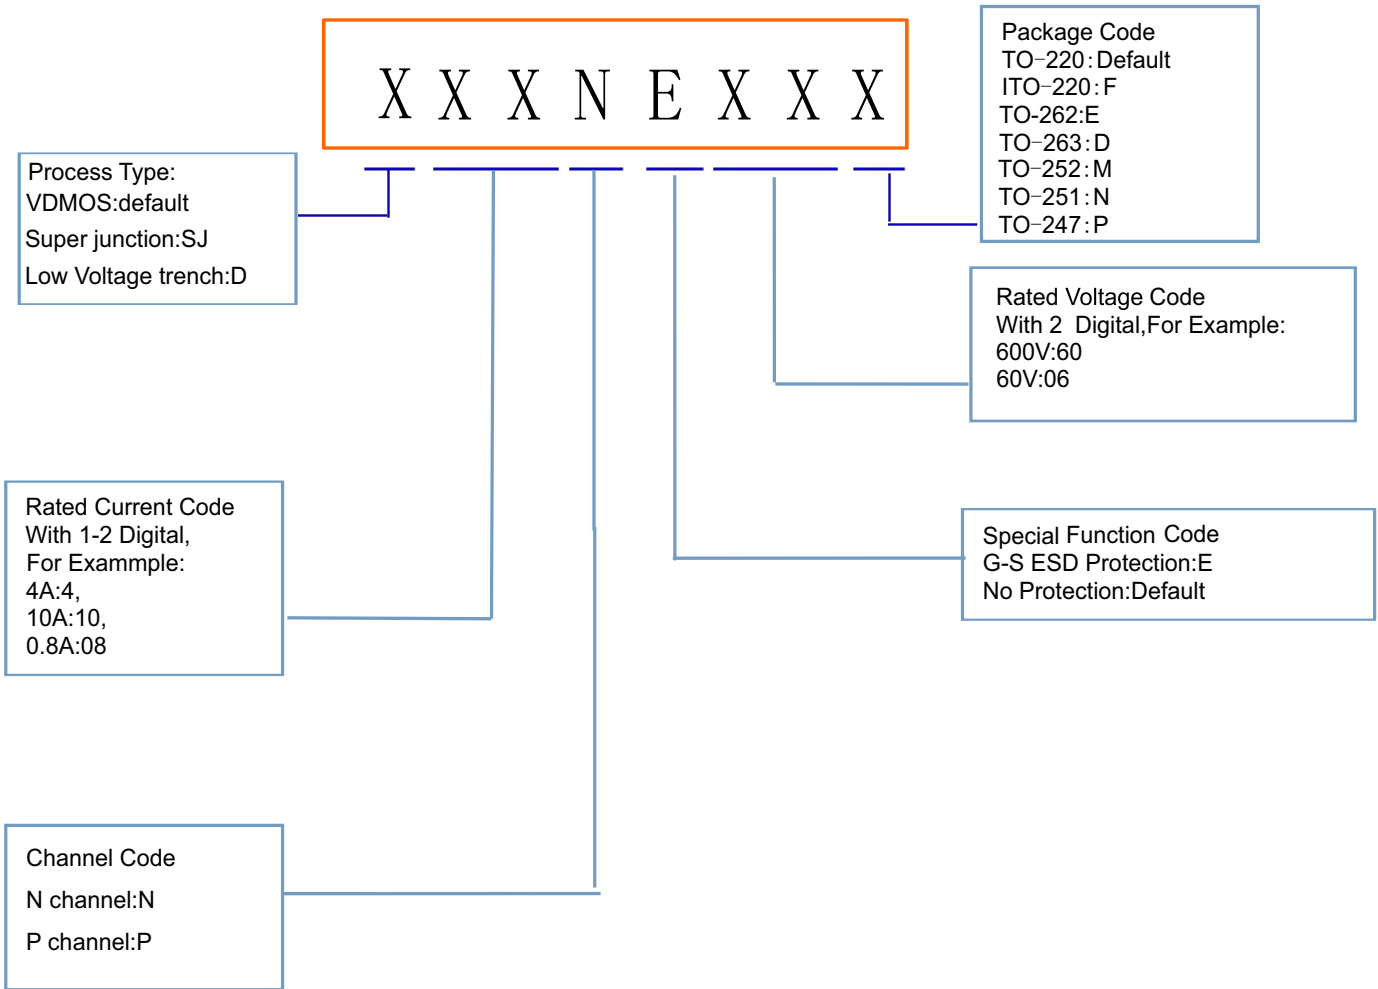 X X X N E X X X
Package Code
TO-220:Default
ITO-220:F
TO-262:E
TO-263:D
TO-252:M
TO-251:N
TO-247:P
Process Type:
VDMOS:default
Super junction:SJ
Low Voltage trench:D
Rated Voltage Code
With 2 Digital,For Example:
600V:60
60V:06
Rated Current Code
With 1-2 Digital,
For Exammple:
4A:4,
10A:10,
0.8A:08
Special Function Code
G-S ESD Protection:E
No Protection:Default
Channel Code
N channel:N
P channel:P